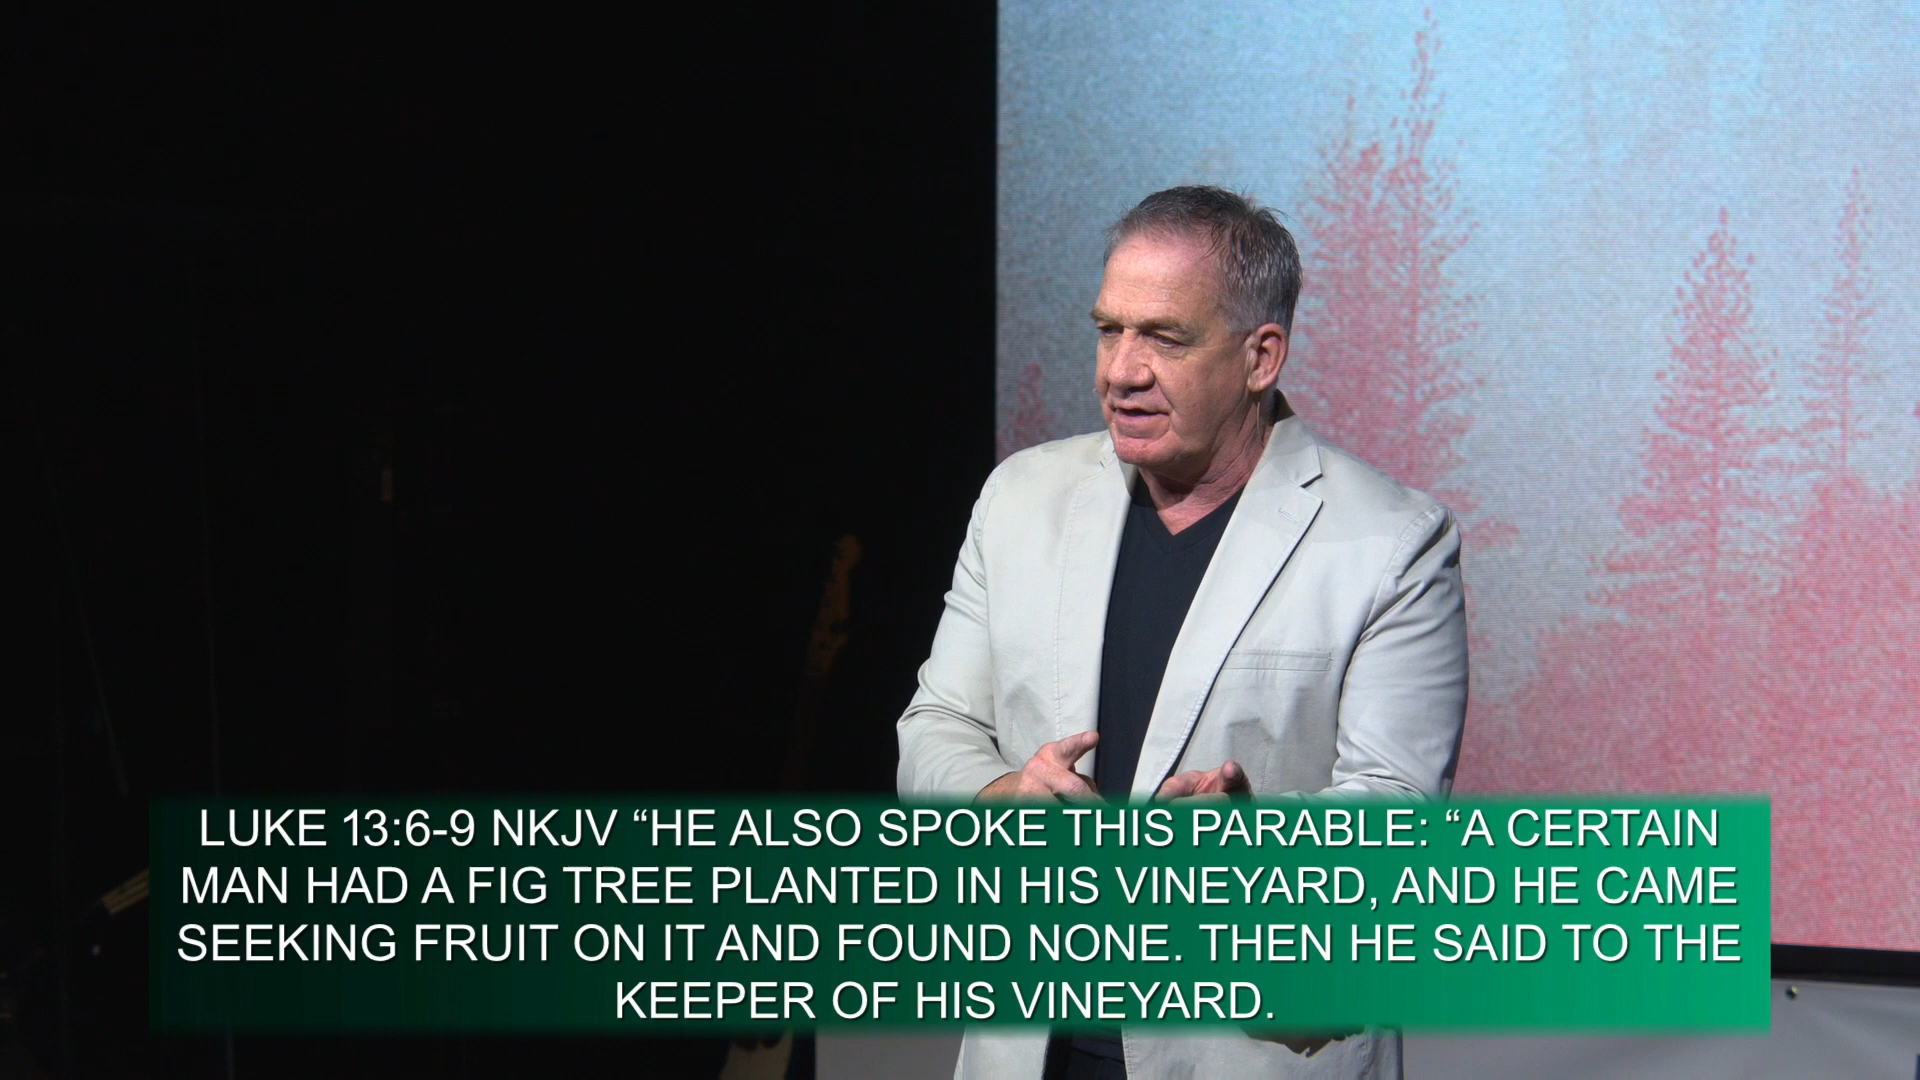 LUKE 13:6-9 NKJV “HE ALSO SPOKE THIS PARABLE: “A CERTAIN
MAN HAD A FIG TREE PLANTED IN HIS VINEYARD, AND HE CAME
SEEKING FRUIT ON IT AND FOUND NONE. THEN HE SAID TO THE
KEEPER OF HIS VINEYARD.